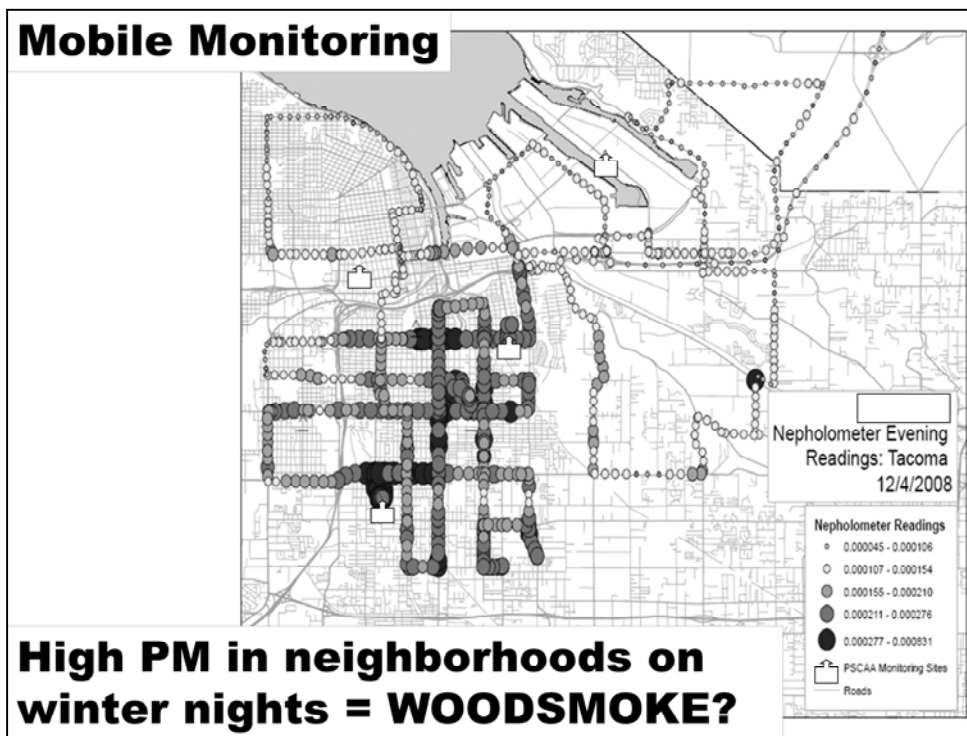 Mobile Monitoring
Nepholometer Evening
Readings: Tacoma
12/4/2008
Nepholometer Readings
0.000045 - 0.000106
0.000107 - 0.000154
0.000155 - 0.000210
0.000211 - 0.000276
0.000277 - 0.000831
PSCAA Monitoring Sites
Roads
High PM in neighborhoods on
winter nights = WOODSMOKE?